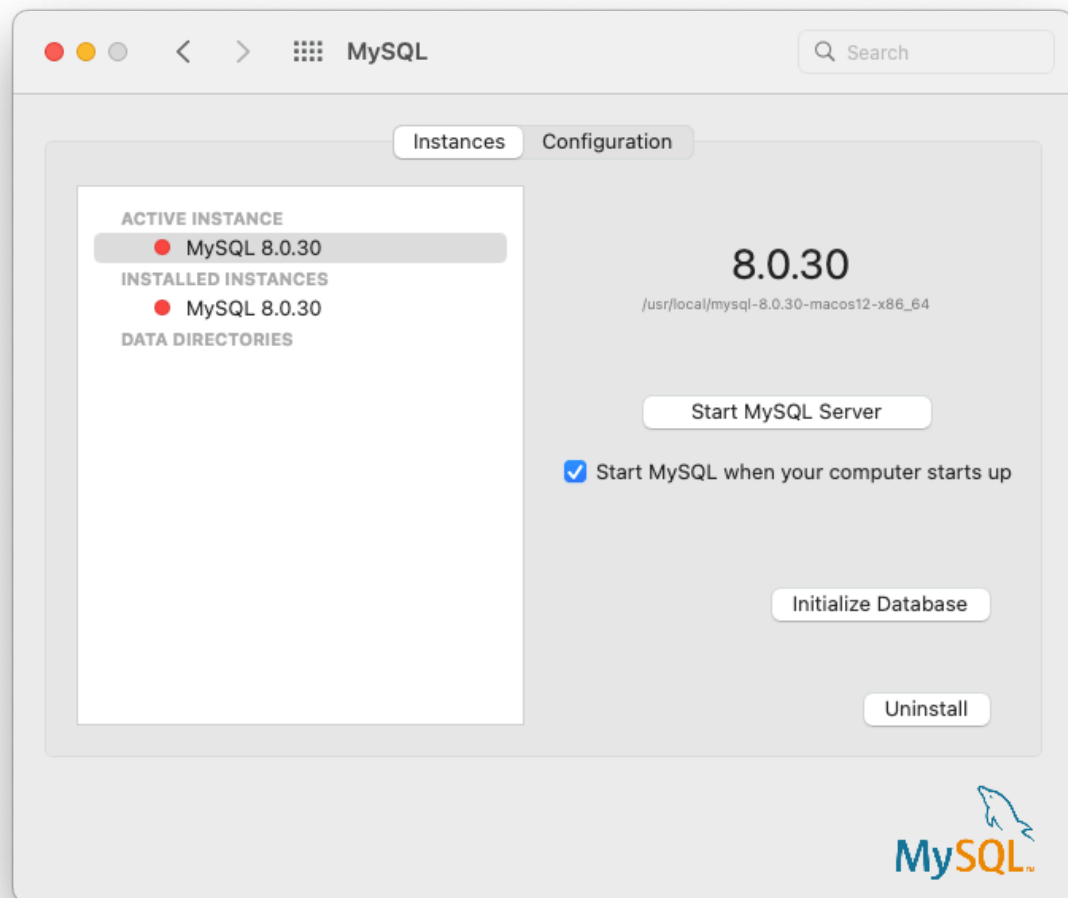 MySQL
Search
Instances
Configuration
ACTIVE INSTANCE
MySQL 8.0.30
INSTALLED INSTANCES
MySQL 8.0.30
DATA DIRECTORIES
8.0.30
/usr/local/mysql-8.0.30-macos12-x86_64
Start MySQL Server
Start MySQL when your computer starts up
Initialize Database
Uninstall
MySQL™